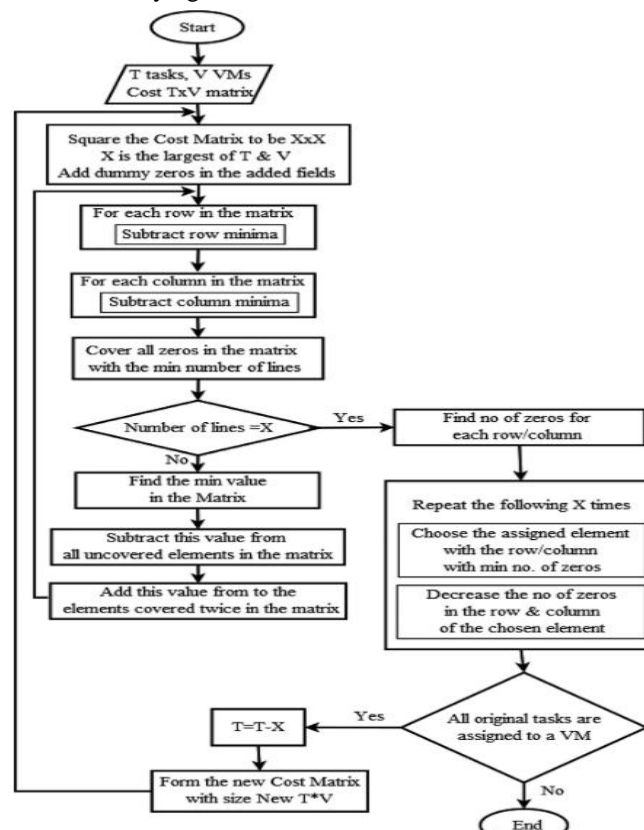 Start
T tasks, V VMs
Cost TxV matrix
Square the Cost Matrix to be XxX
X is the largest of T & V
Add dummy zeros in the added fields
For each row in the matrix
Subtract row minima
For each column in the matrix
Subtract column minima
Cover all zeros in the matrix
with the min number of lines
Number of lines =X
Yes
No
Find the min value
in the Matrix
Subtract this value from
all uncovered elements in the matrix
Add this value from to the
elements covered twice in the matrix
Find no of zeros for
each row/column
Repeat the following X times
Choose the assigned element
with the row/column
with min no. of zeros
Decrease the no of zeros
in the row & column
of the chosen element
All original tasks are
assigned to a VM
Yes
No
T=T-X
Form the new Cost Matrix
with size New T*V
End